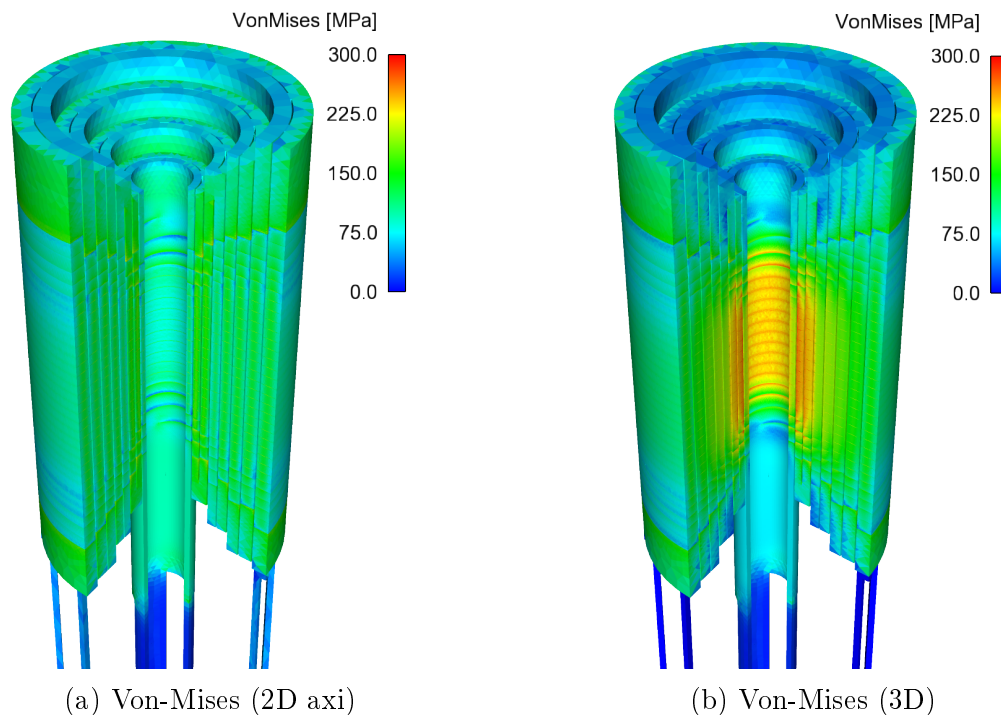 VonMises [MPa]
300.0
225.0
150.0
75.0
0.0
VonMises [MPa]
300.0
225.0
150.0
75.0
0.0
(a) Von-Mises (2D axi)
(b) Von-Mises (3D)